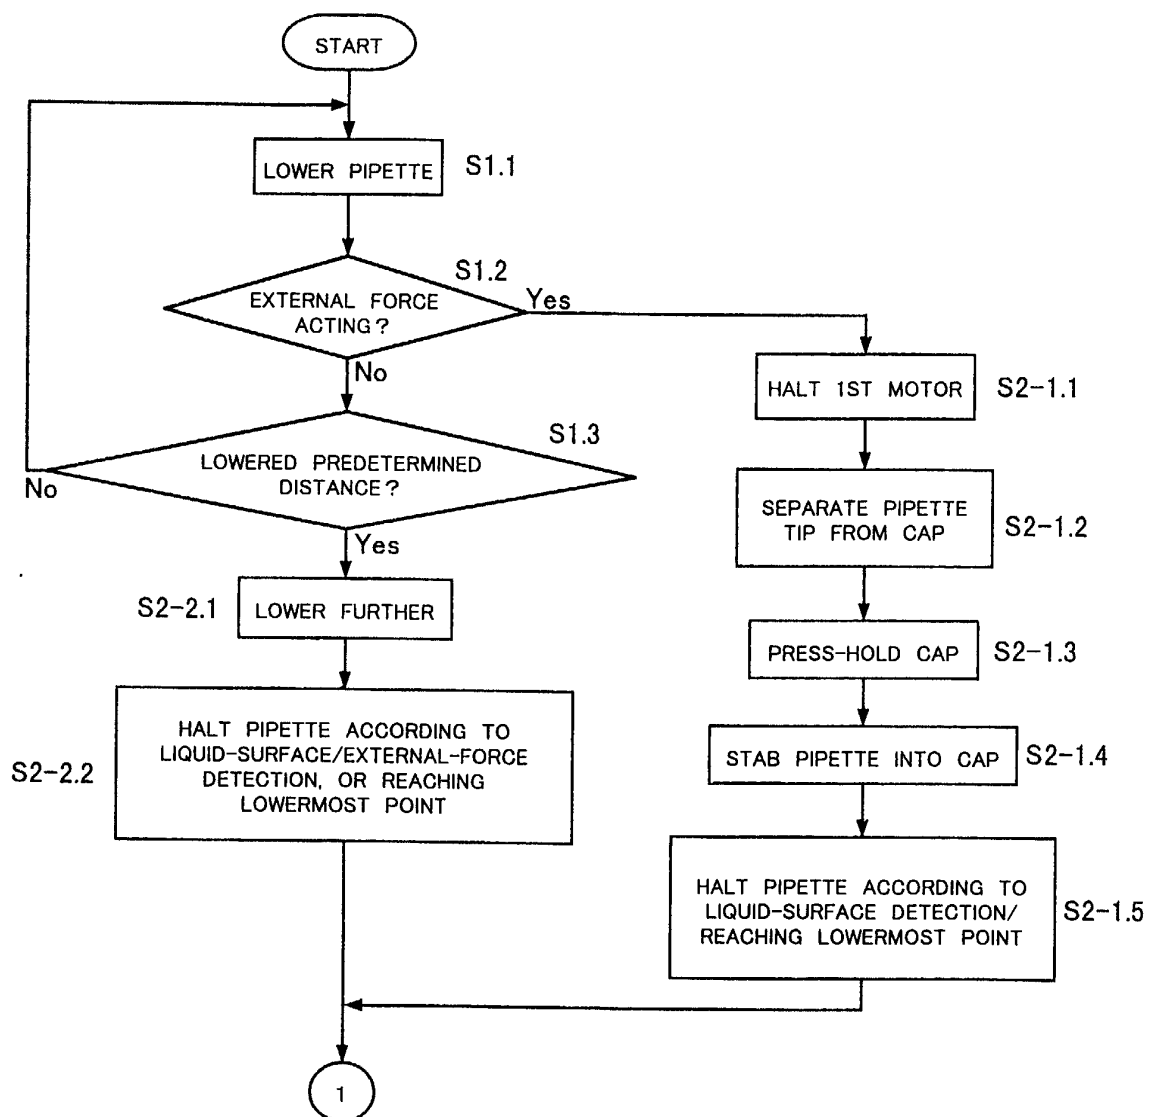 START
LOWER PIPETTE
S1.1
S1.2
EXTERNAL FORCE
ACTING?
Yes
No
HALT 1ST MOTOR
S2-1.1
S1.3
LOWERED PREDETERMINED
DISTANCE?
No
Yes
SEPARATE PIPETTE
TIP FROM CAP
S2-1.2
S2-2.1
LOWER FURTHER
PRESS-HOLD CAP
S2-1.3
S2-2.2
HALT PIPETTE ACCORDING TO
LIQUID-SURFACE/EXTERNAL-FORCE
DETECTION, OR REACHING
LOWERMOST POINT
STAB PIPETTE INTO CAP
S2-1.4
HALT PIPETTE ACCORDING TO
LIQUID-SURFACE DETECTION/
REACHING LOWERMOST POINT
S2-1.5
1